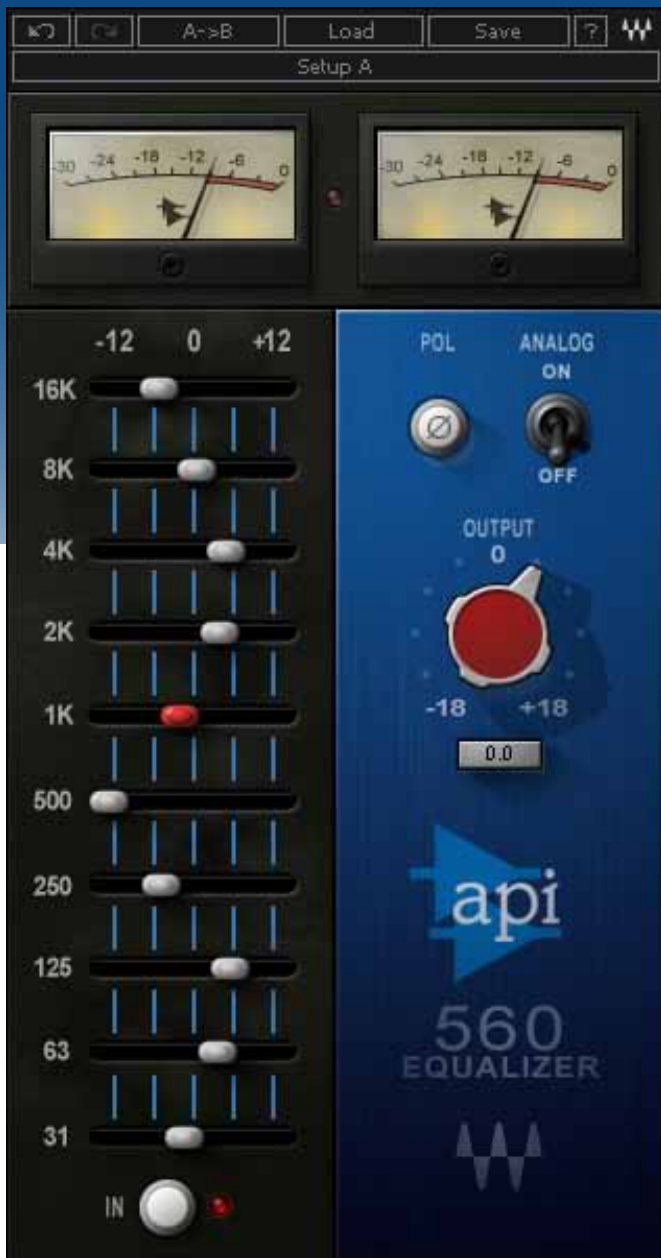 A->B Load Save ?
Setup A
-30 -24 -18 -12 -6 0
-30 -24 -18 -12 -6 0
-12 0 +12
16K
8K
4K
2K
1K
500
250
125
63
31
IN
POL ANALOG
ON
OFF
OUTPUT
0
-18 +18
0.0
api
560
EQUALIZER